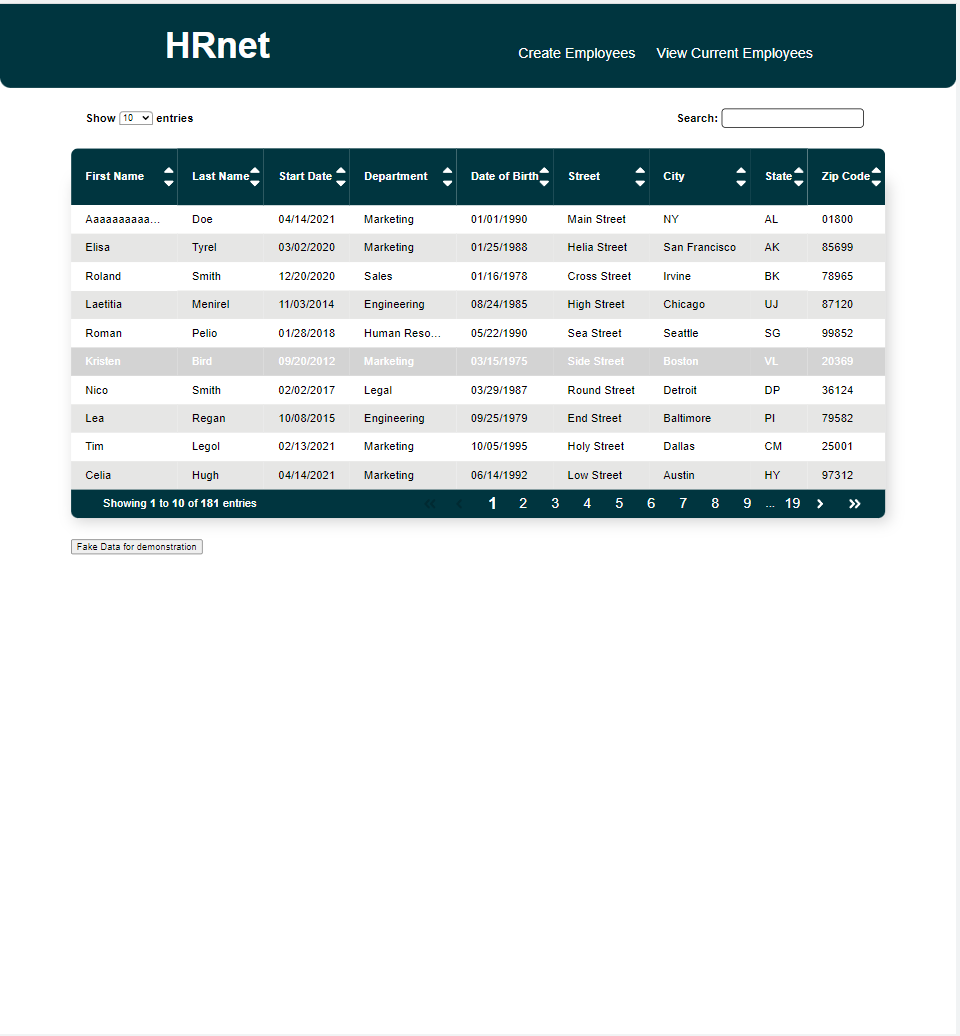 HRnet
Create Employees View Current Employees
Show 10 entries Search:
First Name Last Name Start Date Department Date of Birth Street City State Zip Code
Aaaaaaaaaa... Doe 04/14/2021 Marketing 01/01/1990 Main Street NY AL 01800
Elisa Tyrel 03/02/2020 Marketing 01/25/1988 Helia Street San Francisco AK 85699
Roland Smith 12/20/2020 Sales 01/16/1978 Cross Street Irvine BK 78965
Laetitia Menirel 11/03/2014 Engineering 08/24/1985 High Street Chicago UJ 87120
Roman Pelio 01/28/2018 Human Reso... 05/22/1990 Sea Street Seattle SG 99852
Kristen Bird 09/20/2012 Marketing 03/15/1975 Side Street Boston VL 20369
Nico Smith 02/02/2017 Legal 03/29/1987 Round Street Detroit DP 36124
Lea Regan 10/08/2015 Engineering 09/25/1979 End Street Baltimore PI 79582
Tim Legol 02/13/2021 Marketing 10/05/1995 Holy Street Dallas CM 25001
Celia Hugh 04/14/2021 Marketing 06/14/1992 Low Street Austin HY 97312
Showing 1 to 10 of 181 entries « ‹ 1 2 3 4 5 6 7 8 9 ... 19 › »
Fake Data for demonstration